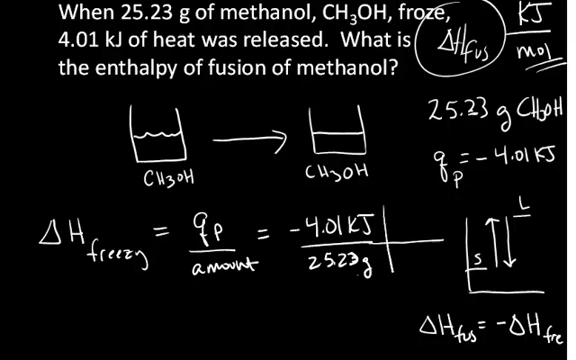 When 25.23 g of methanol, CH₃OH, froze,
4.01 kJ of heat was released. What is
the enthalpy of fusion of methanol?
ΔHfus
KJ
mol
25.23 g CH₃OH
qp = - 4.01 KJ
CH₃OH
CH₃OH
ΔHfreezy = qp / amount = -4.01 KJ / 25.23 g
L
S
ΔHfus = -ΔHfre